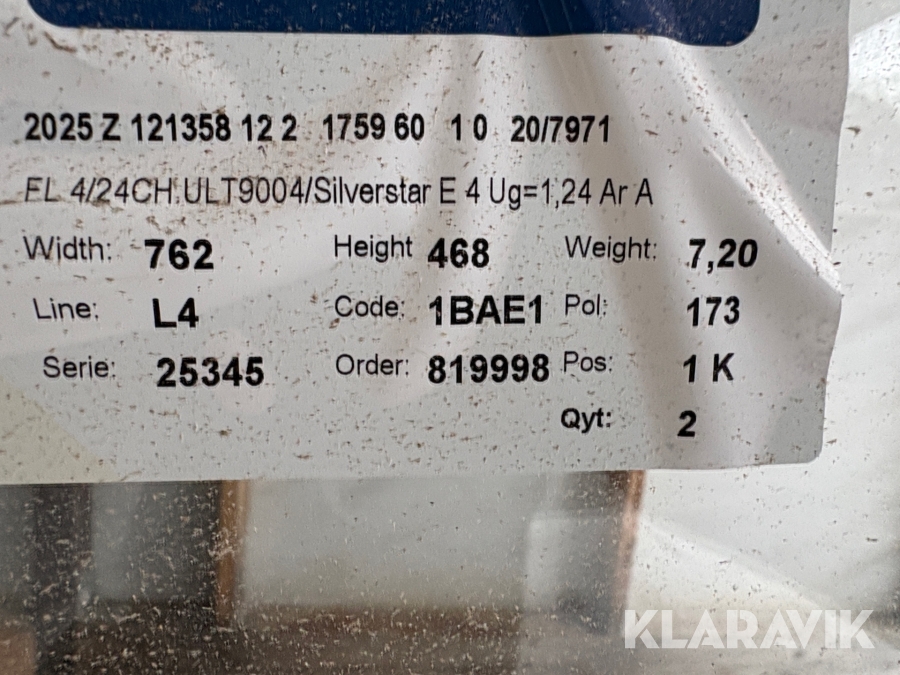 2025 Z 121358 12 2 1759 60 1 0 20/7971
FL 4/24CH.ULT9004/Silverstar E 4 Ug=1,24 Ar A
Width: 762 Height 468 Weight: 7,20
Line: L4 Code: 1BAE1 Pol: 173
Serie: 25345 Order: 819998 Pos: 1 K
Qyt: 2
KLARAVIK